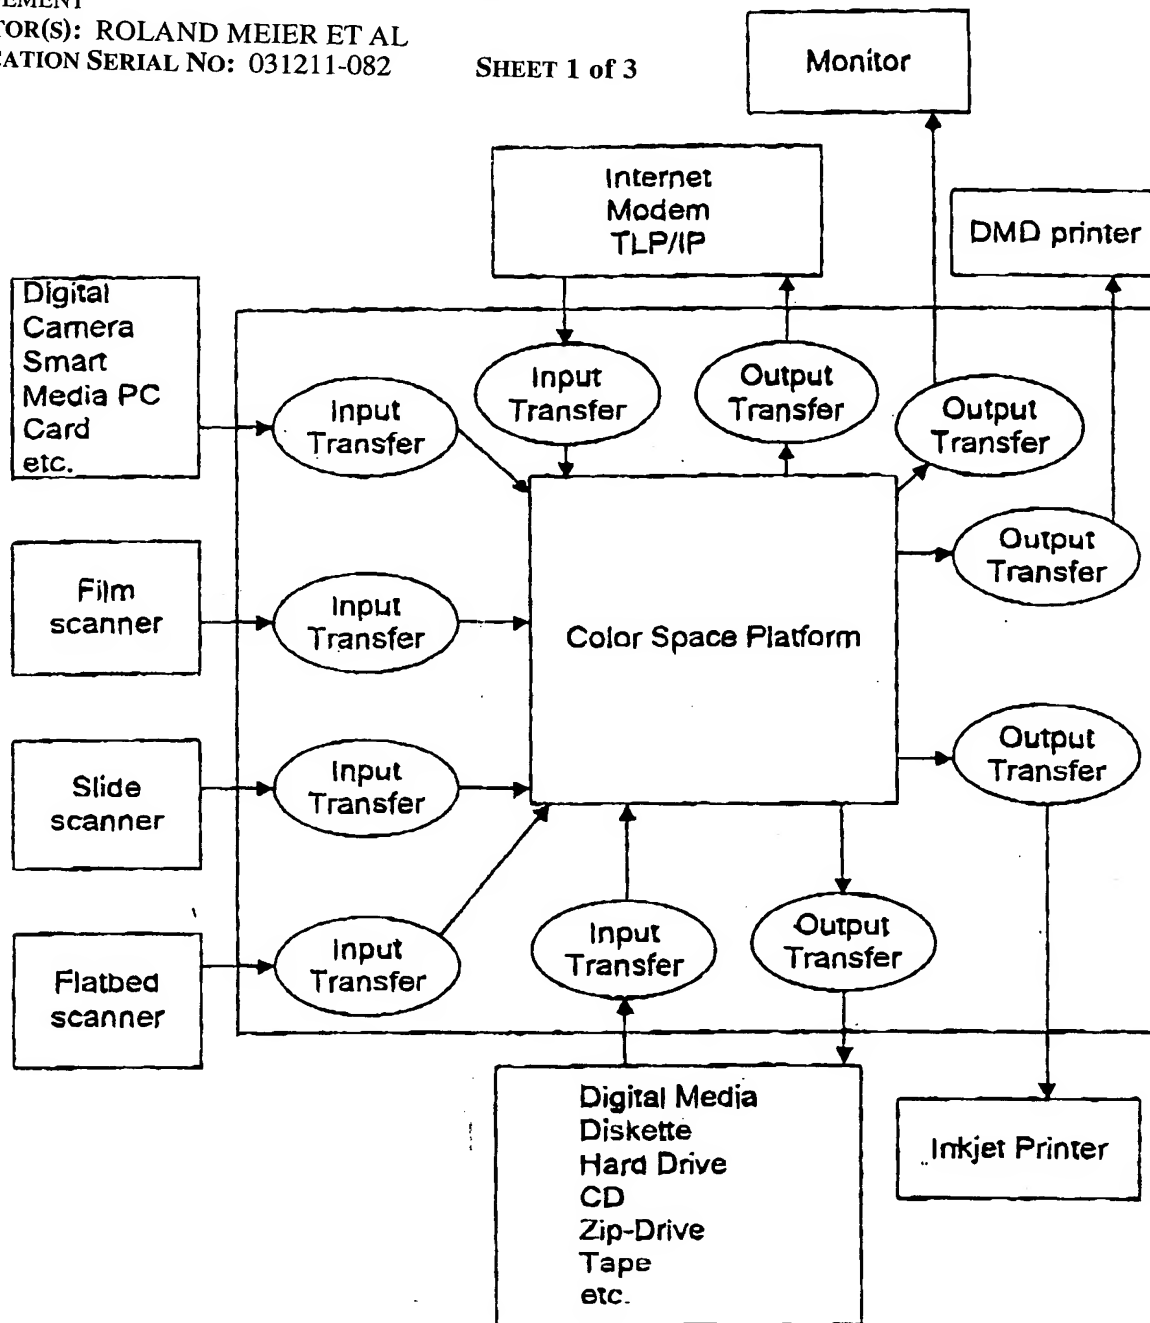 TOR(S): ROLAND MEIER ET AL
CATION SERIAL NO: 031211-082
SHEET 1 of 3
Monitor
Internet
Modem
TLP/IP
DMD printer
Digital
Camera
Smart
Media PC
Card
etc.
Input
Transfer
Input
Transfer
Output
Transfer
Output
Transfer
Output
Transfer
Film
scanner
Input
Transfer
Color Space Platform
Output
Transfer
Slide
scanner
Input
Transfer
Flatbed
scanner
Input
Transfer
Input
Transfer
Output
Transfer
Digital Media
Diskette
Hard Drive
CD
Zip-Drive
Tape
etc.
Inkjet Printer